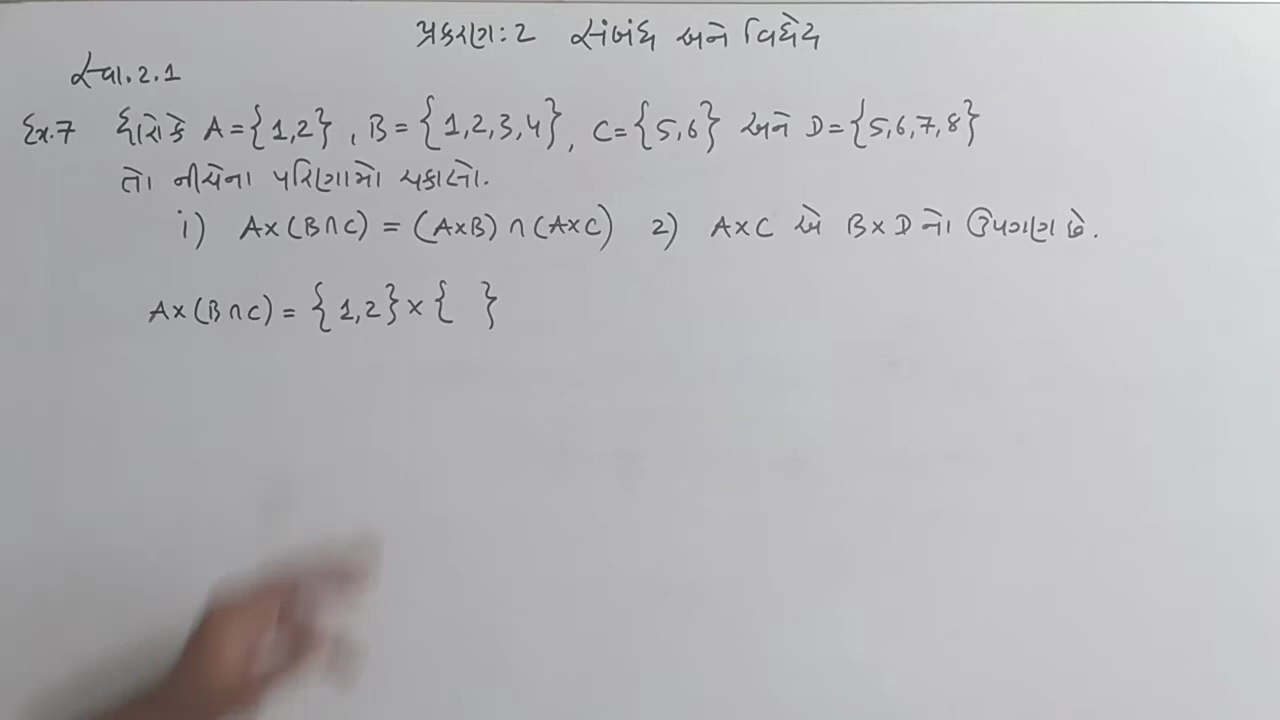 પ્રકરણ: 2 સંબંધ અને વિધેય
સ્વા. 2.1
Ex.7 ધારોકે A = {1,2}, B = {1,2,3,4}, C = {5,6} અને D = {5,6,7,8}
તો નીચેના પરિણામો ચકાસો.
i) A×(B∩C) = (A×B) ∩ (A×C) 2) A×C એ B×D નો ઉપગણ છે.
A×(B∩C) = {1,2} × { }